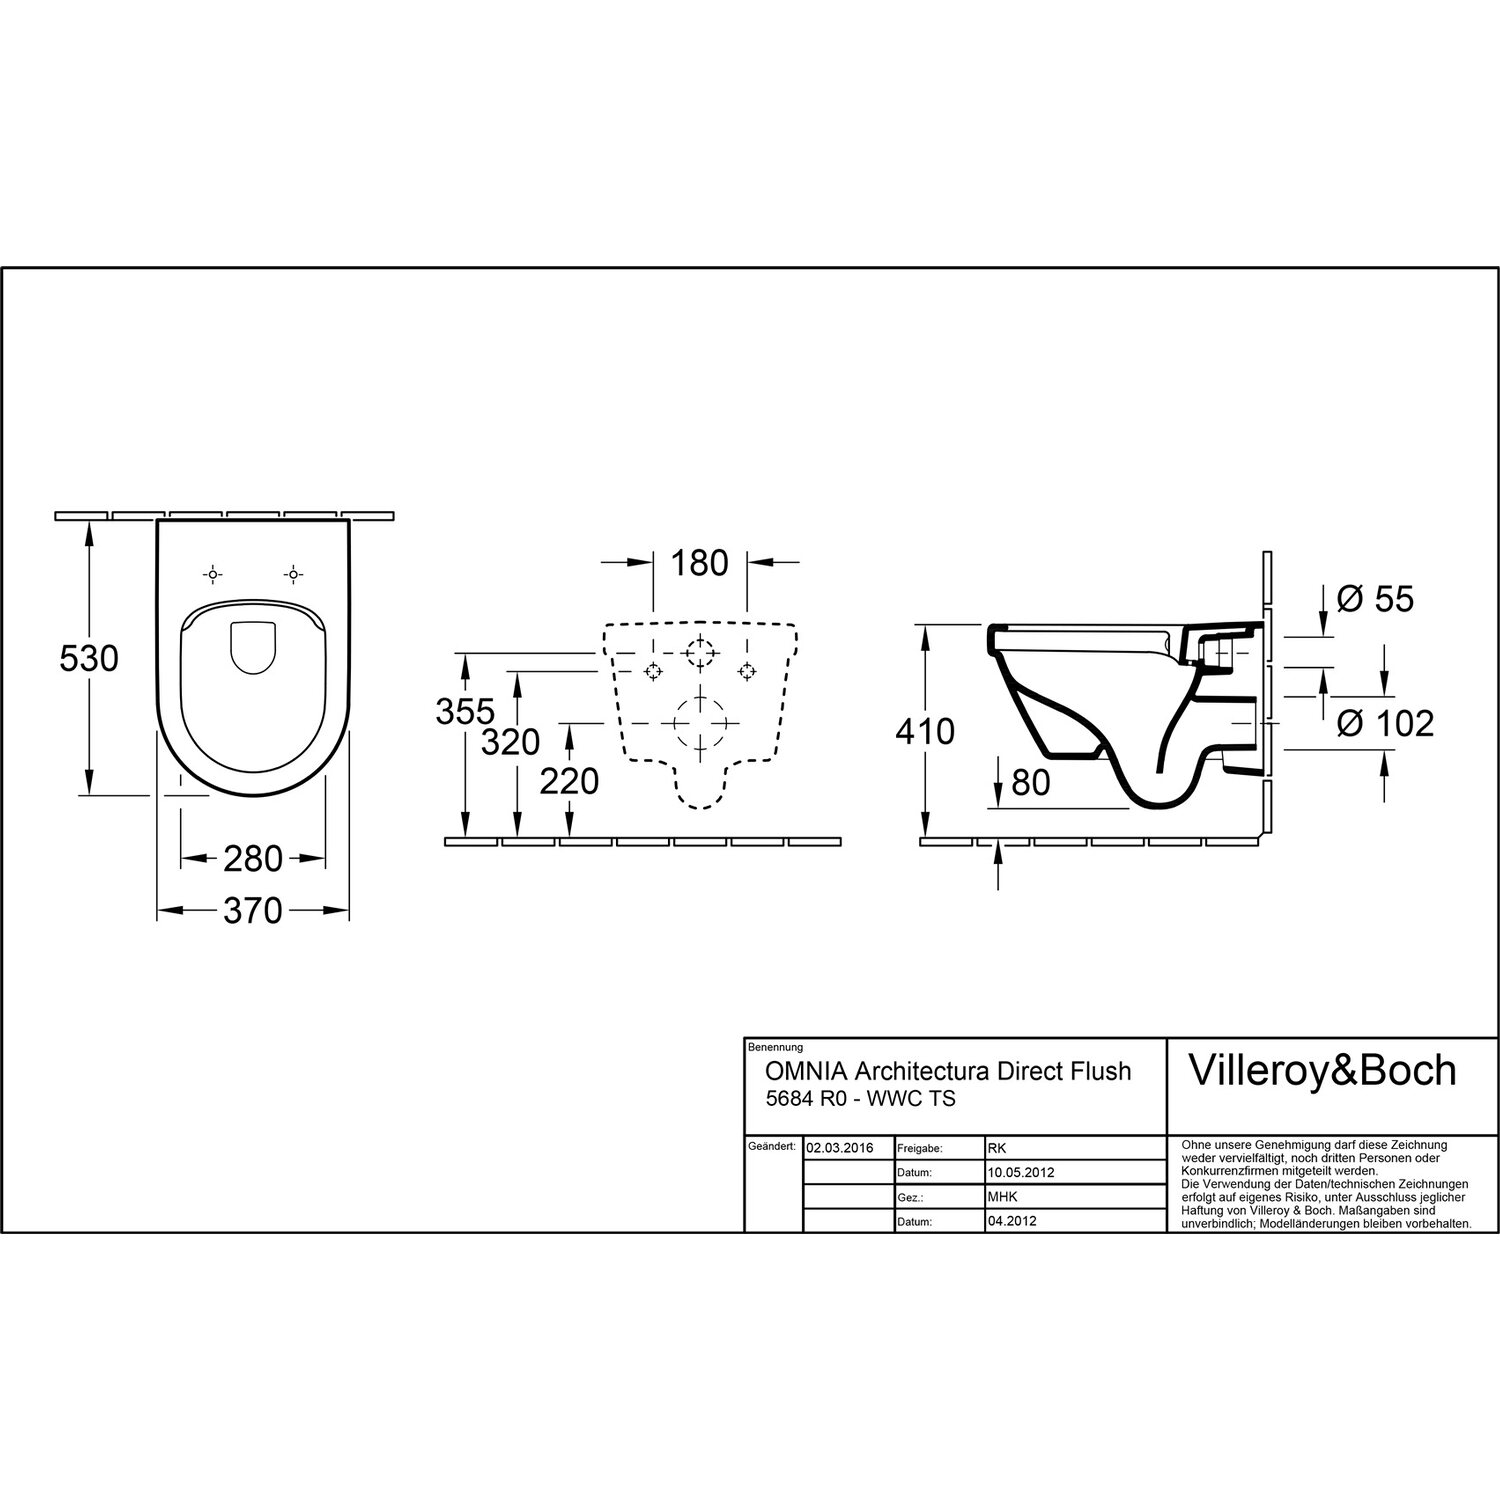 530
280
370
180
355
320
220
410
80
Ø 55
Ø 102
Benennung
OMNIA Architectura Direct Flush
5684 R0 - WWC TS
Villeroy&Boch
Geändert: 02.03.2016 Freigabe: RK
Datum: 10.05.2012
Gez.: MHK
Datum: 04.2012
Ohne unsere Genehmigung darf diese Zeichnung
weder vervielfältigt, noch dritten Personen oder
Konkurrenzfirmen mitgeteilt werden.
Die Verwendung der Daten/technischen Zeichnungen
erfolgt auf eigenes Risiko, unter Ausschluss jeglicher
Haftung von Villeroy & Boch. Maßangaben sind
unverbindlich; Modelländerungen bleiben vorbehalten.